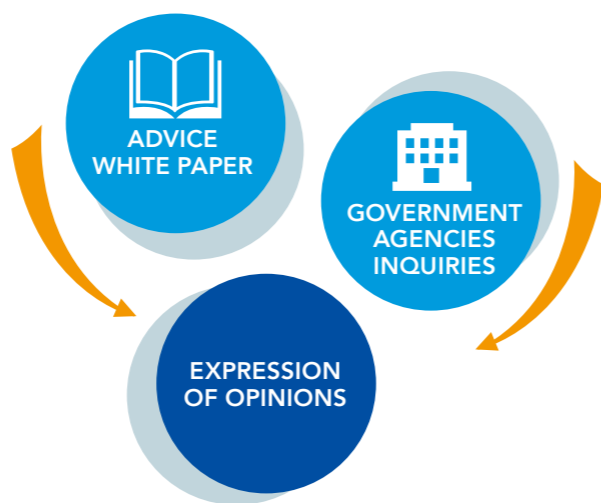 ADVICE
WHITE PAPER
GOVERNMENT
AGENCIES
INQUIRIES
EXPRESSION
OF OPINIONS